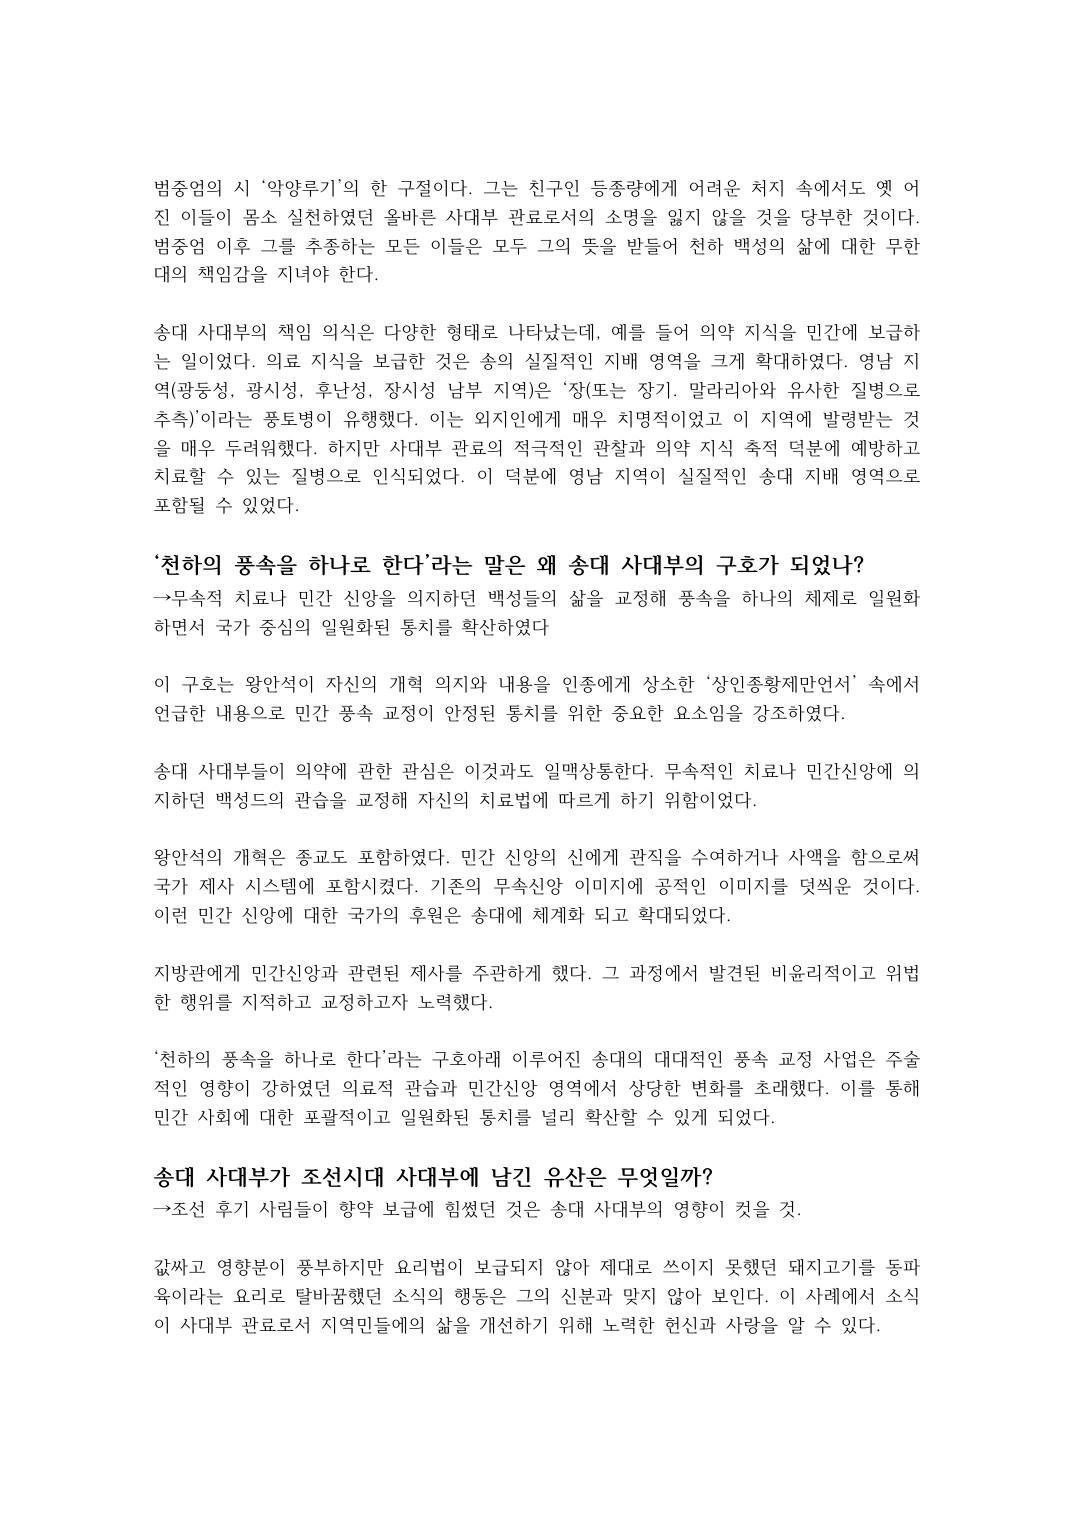 범중엄의 시 ‘악양루기’의 한 구절이다. 그는 친구인 등종량에게 어려운 처지 속에서도 옛 어
진 이들이 몸소 실천하였던 올바른 사대부 관료로서의 소명을 잃지 않을 것을 당부한 것이다.
범중엄 이후 그를 추종하는 모든 이들은 모두 그의 뜻을 받들어 천하 백성의 삶에 대한 무한
대의 책임감을 지녀야 한다.
송대 사대부의 책임 의식은 다양한 형태로 나타났는데, 예를 들어 의약 지식을 민간에 보급하
는 일이었다. 의료 지식을 보급한 것은 송의 실질적인 지배 영역을 크게 확대하였다. 영남 지
역(광둥성, 광시성, 후난성, 장시성 남부 지역)은 ‘장(또는 장기. 말라리아와 유사한 질병으로
추측)’이라는 풍토병이 유행했다. 이는 외지인에게 매우 치명적이었고 이 지역에 발령받는 것
을 매우 두려워했다. 하지만 사대부 관료의 적극적인 관찰과 의약 지식 축적 덕분에 예방하고
치료할 수 있는 질병으로 인식되었다. 이 덕분에 영남 지역이 실질적인 송대 지배 영역으로
포함될 수 있었다.
‘천하의 풍속을 하나로 한다’라는 말은 왜 송대 사대부의 구호가 되었나?
→무속적 치료나 민간 신앙을 의지하던 백성들의 삶을 교정해 풍속을 하나의 체제로 일원화
하면서 국가 중심의 일원화된 통치를 확산하였다
이 구호는 왕안석이 자신의 개혁 의지와 내용을 인종에게 상소한 ‘상인종황제만언서’ 속에서
언급한 내용으로 민간 풍속 교정이 안정된 통치를 위한 중요한 요소임을 강조하였다.
송대 사대부들이 의약에 관한 관심은 이것과도 일맥상통한다. 무속적인 치료나 민간신앙에 의
지하던 백성드의 관습을 교정해 자신의 치료법에 따르게 하기 위함이었다.
왕안석의 개혁은 종교도 포함하였다. 민간 신앙의 신에게 관직을 수여하거나 사액을 함으로써
국가 제사 시스템에 포함시켰다. 기존의 무속신앙 이미지에 공적인 이미지를 덧씌운 것이다.
이런 민간 신앙에 대한 국가의 후원은 송대에 체계화 되고 확대되었다.
지방관에게 민간신앙과 관련된 제사를 주관하게 했다. 그 과정에서 발견된 비윤리적이고 위법
한 행위를 지적하고 교정하고자 노력했다.
‘천하의 풍속을 하나로 한다’라는 구호아래 이루어진 송대의 대대적인 풍속 교정 사업은 주술
적인 영향이 강하였던 의료적 관습과 민간신앙 영역에서 상당한 변화를 초래했다. 이를 통해
민간 사회에 대한 포괄적이고 일원화된 통치를 널리 확산할 수 있게 되었다.
송대 사대부가 조선시대 사대부에 남긴 유산은 무엇일까?
→조선 후기 사림들이 향약 보급에 힘썼던 것은 송대 사대부의 영향이 컷을 것.
값싸고 영향분이 풍부하지만 요리법이 보급되지 않아 제대로 쓰이지 못했던 돼지고기를 동파
육이라는 요리로 탈바꿈했던 소식의 행동은 그의 신분과 맞지 않아 보인다. 이 사례에서 소식
이 사대부 관료로서 지역민들에의 삶을 개선하기 위해 노력한 헌신과 사랑을 알 수 있다.